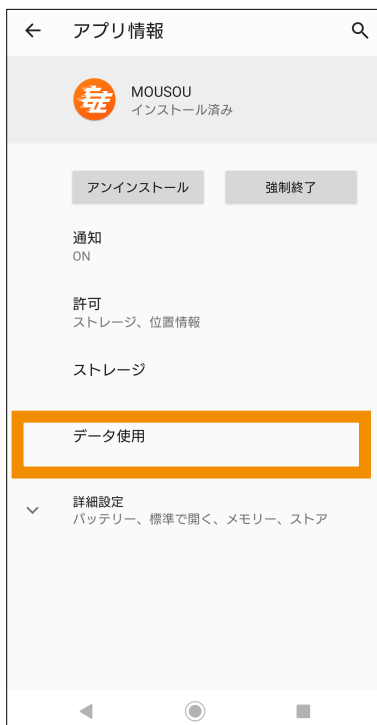 アプリ情報
MOUSOU
インストール済み
アンインストール
強制終了
通知
ON
許可
ストレージ、位置情報
ストレージ
データ使用
詳細設定
バッテリー、標準で開く、メモリー、ストア